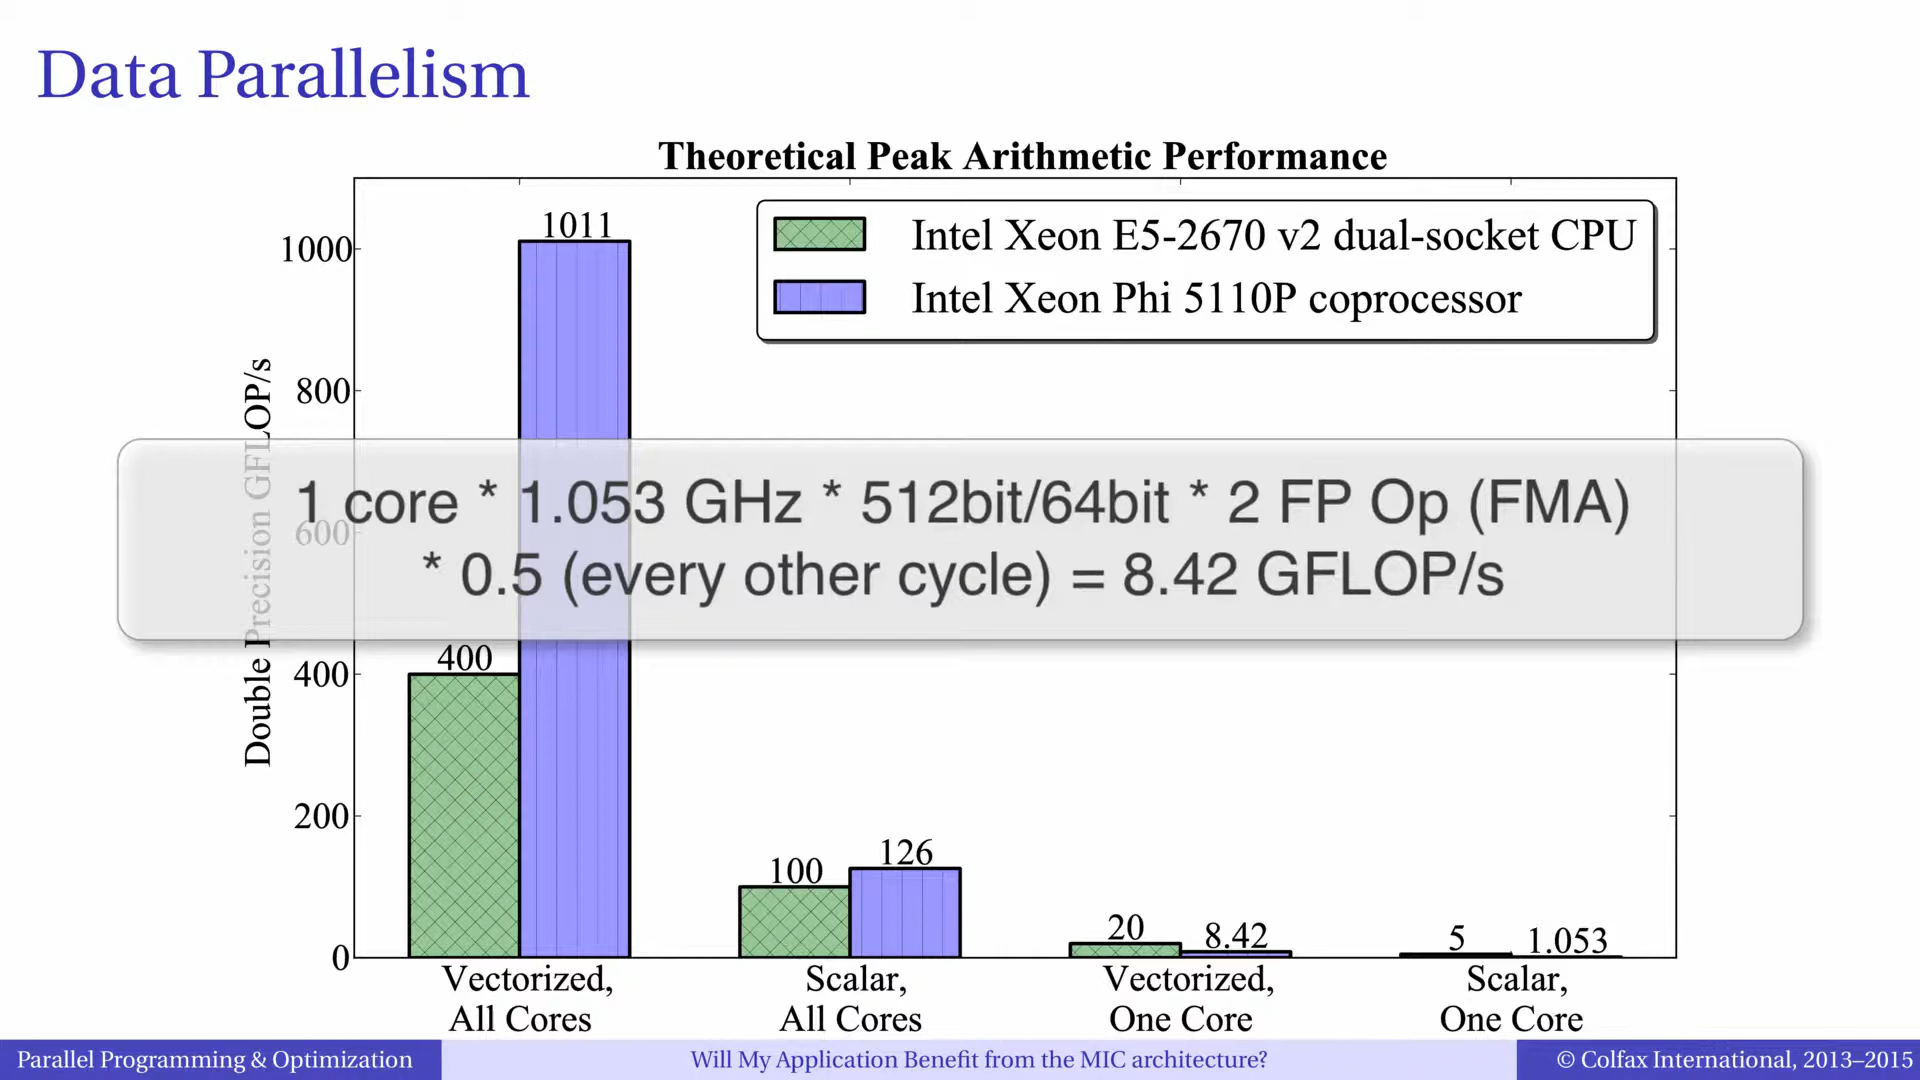 Data Parallelism
Theoretical Peak Arithmetic Performance
Intel Xeon E5-2670 v2 dual-socket CPU
Intel Xeon Phi 5110P coprocessor
Double Precision GFLOP/s
1000
800
600
400
200
0
1011
400
100
126
20
8.42
5
1.053
1 core * 1.053 GHz * 512bit/64bit * 2 FP Op (FMA)
* 0.5 (every other cycle) = 8.42 GFLOP/s
Vectorized,
All Cores
Scalar,
All Cores
Vectorized,
One Core
Scalar,
One Core
Parallel Programming & Optimization
Will My Application Benefit from the MIC architecture?
© Colfax International, 2013–2015